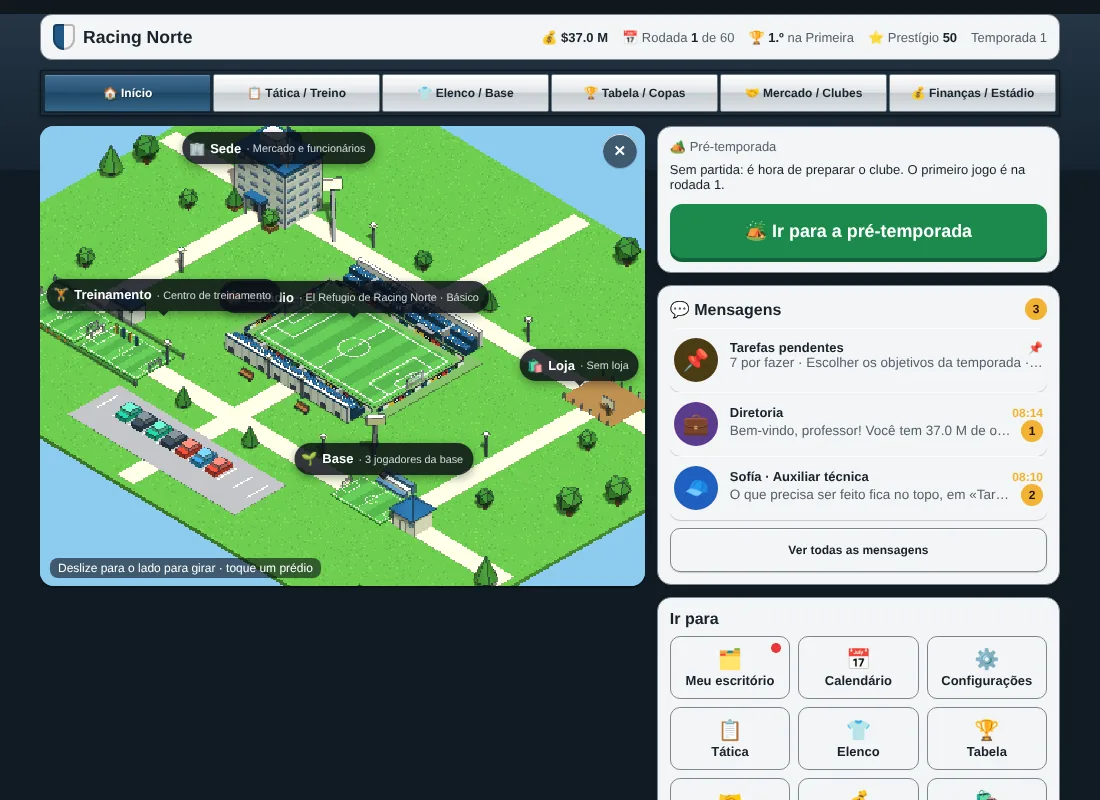 Racing Norte
$37.0 M
Rodada 1 de 60
1.º na Primeira
Prestígio 50
Temporada 1
Início
Tática / Treino
Elenco / Base
Tabela / Copas
Mercado / Clubes
Finanças / Estádio
Sede · Mercado e funcionários
Treinamento · Centro de treinamento
dio · El Refugio de Racing Norte · Básico
Loja · Sem loja
Base · 3 jogadores da base
Deslize para o lado para girar · toque um prédio
Pré-temporada
Sem partida: é hora de preparar o clube. O primeiro jogo é na
rodada 1.
Ir para a pré-temporada
Mensagens
3
Tarefas pendentes
7 por fazer · Escolher os objetivos da temporada ·…
Diretoria
08:14
Bem-vindo, professor! Você tem 37.0 M de o…
1
Sofía · Auxiliar técnica
08:10
O que precisa ser feito fica no topo, em «Tar…
2
Ver todas as mensagens
Ir para
Meu escritório
Calendário
Configurações
Tática
Elenco
Tabela